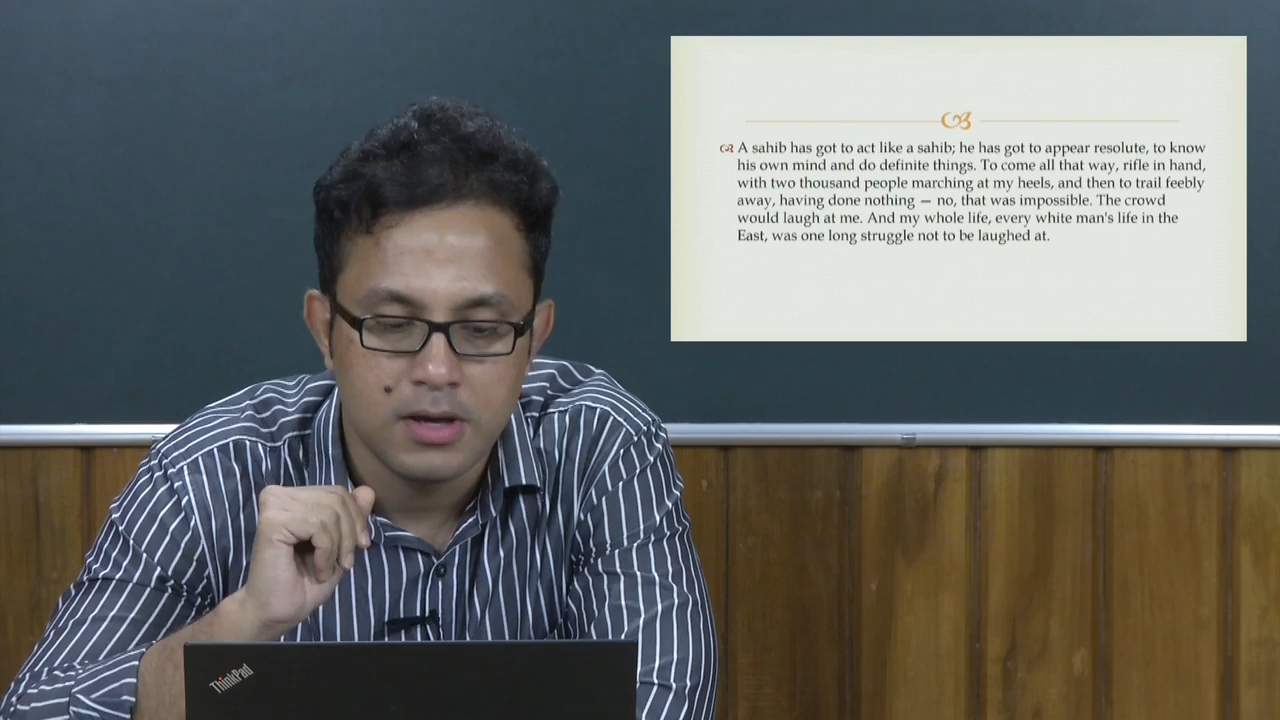 A sahib has got to act like a sahib; he has got to appear resolute, to know
his own mind and do definite things. To come all that way, rifle in hand,
with two thousand people marching at my heels, and then to trail feebly
away, having done nothing — no, that was impossible. The crowd
would laugh at me. And my whole life, every white man's life in the
East, was one long struggle not to be laughed at.
ThinkPad